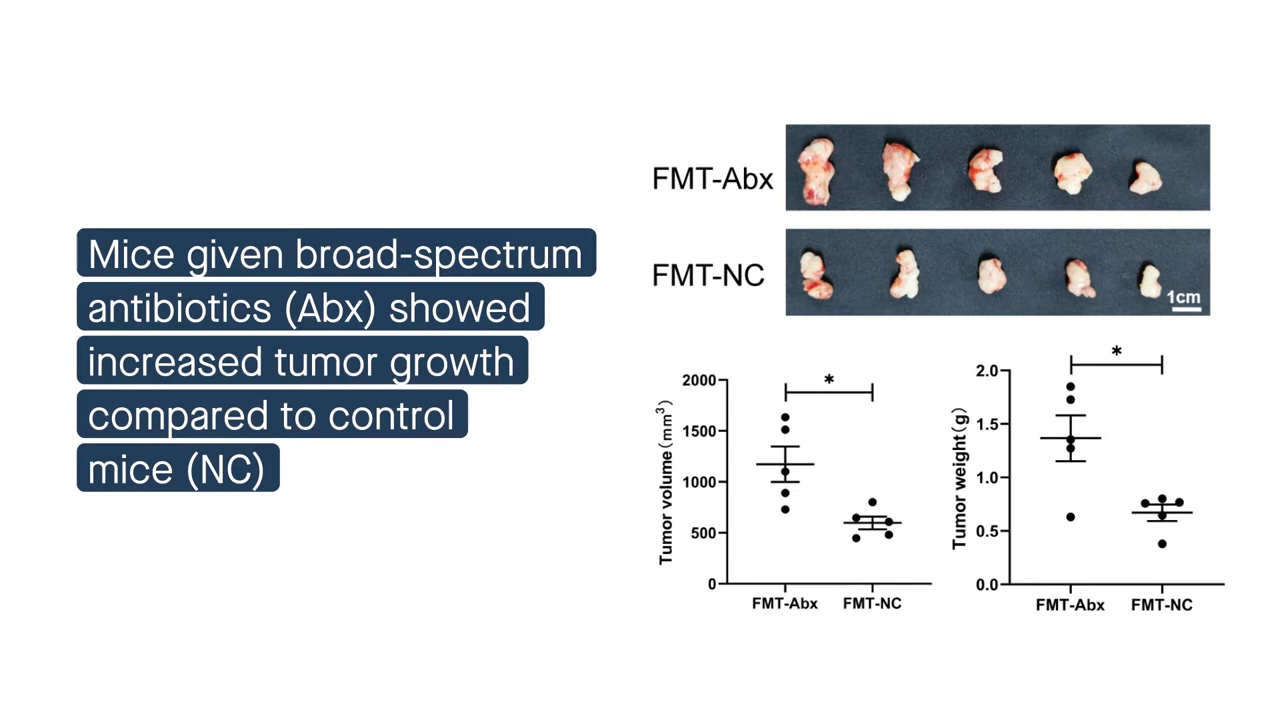 Mice given broad-spectrum
antibiotics (Abx) showed
increased tumor growth
compared to control
mice (NC)
FMT-Abx
FMT-NC
1cm
*
Tumor volume(mm³)
2000
1500
1000
500
0
FMT-Abx
FMT-NC
*
Tumor weight(g)
2.0
1.5
1.0
0.5
0.0
FMT-Abx
FMT-NC